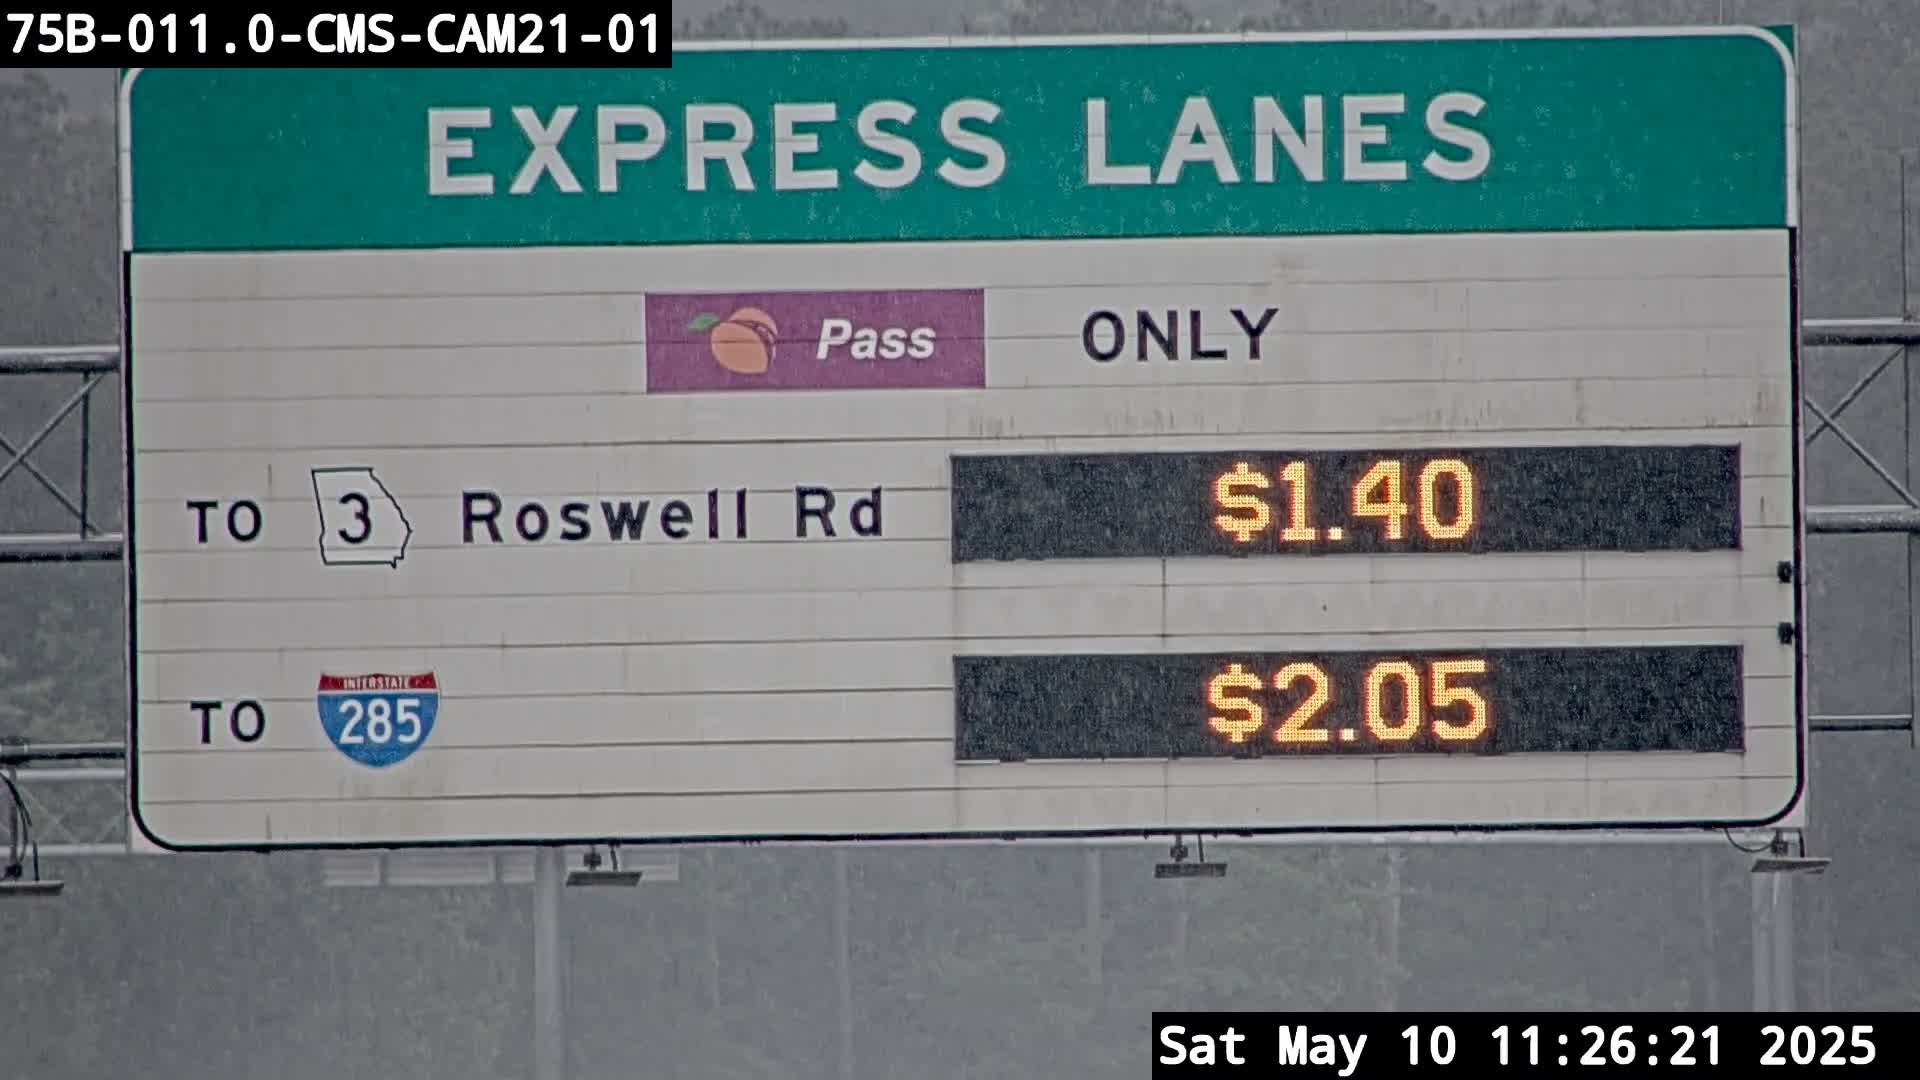 75B-011.0-CMS-CAM21-01
EXPRESS LANES
Pass ONLY
TO 3 Roswell Rd $1.40
TO INTERSTATE 285 $2.05
Sat May 10 11:26:21 2025